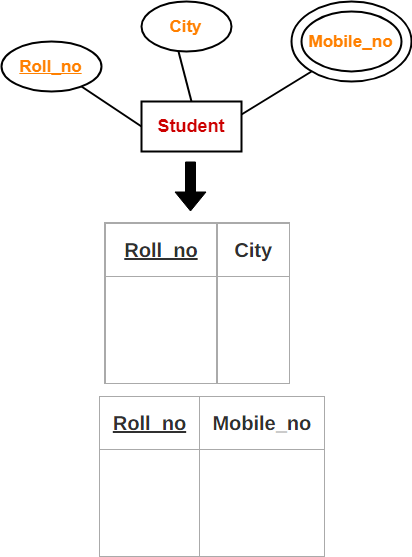 City
Roll_no
Mobile_no
Student
Roll_no City
Roll_no Mobile_no